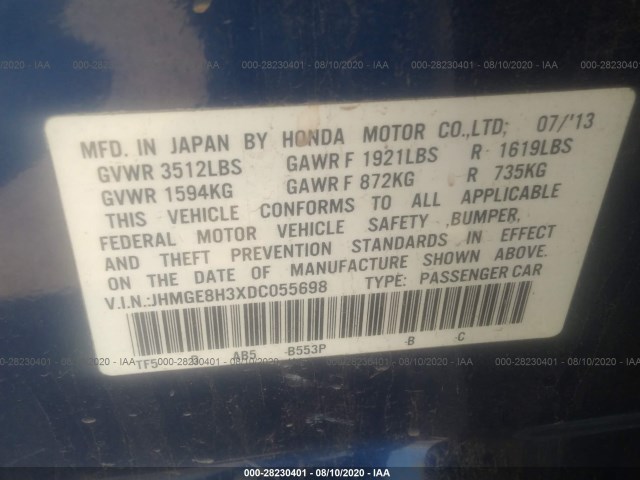 000-28230401 - 08/10/2020 - IAA
MFD. IN JAPAN BY HONDA MOTOR CO.,LTD; 07/'13
GVWR 3512LBS GAWR F 1921LBS R 1619LBS
GVWR 1594KG GAWR F 872KG R 735KG
THIS VEHICLE CONFORMS TO ALL APPLICABLE
FEDERAL MOTOR VEHICLE SAFETY ,BUMPER,
AND THEFT PREVENTION STANDARDS IN EFFECT
ON THE DATE OF MANUFACTURE SHOWN ABOVE.
V.I.N.:JHMGE8H3XDC055698 TYPE: PASSENGER CAR
TF5 AB5 -B553P -B C
000-28230401 - 08/10/2020 - IAA